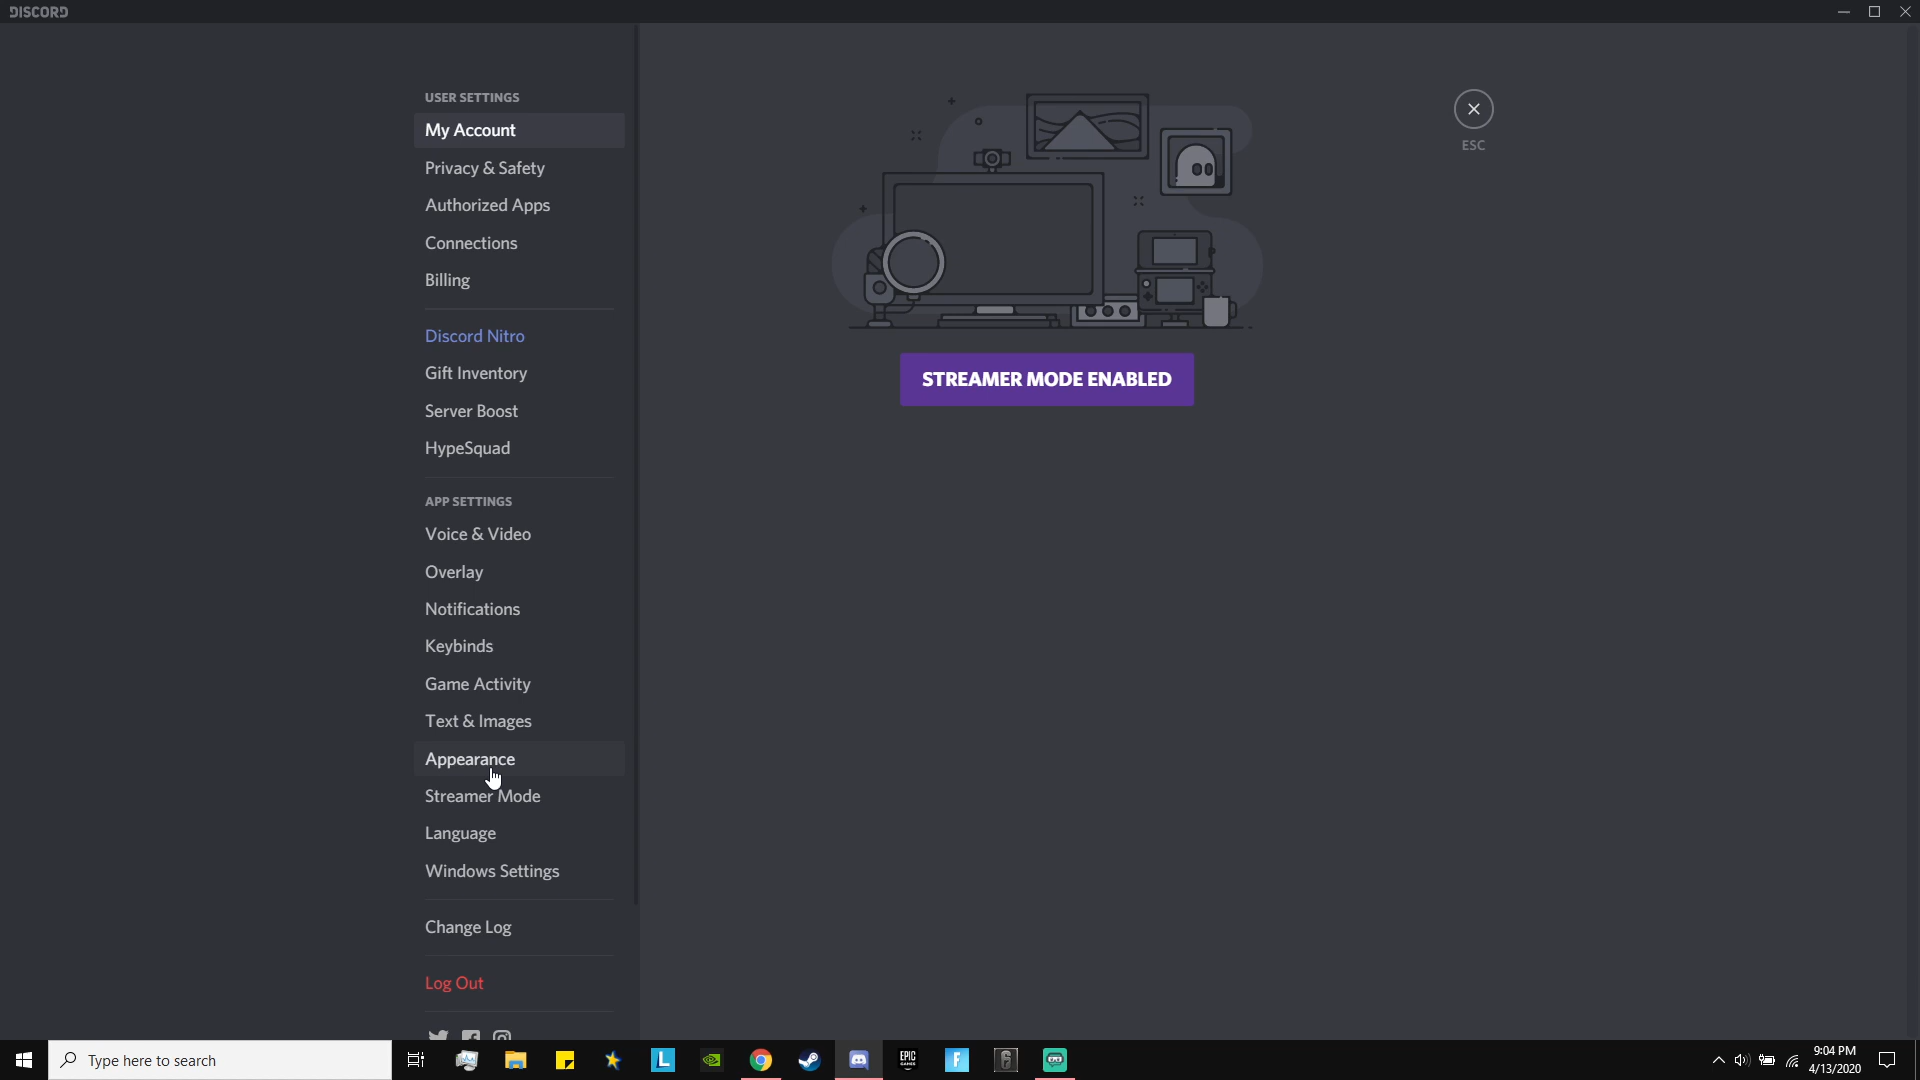 DISCORD
USER SETTINGS
My Account
Privacy & Safety
Authorized Apps
Connections
Billing
Discord Nitro
Gift Inventory
Server Boost
HypeSquad
APP SETTINGS
Voice & Video
Overlay
Notifications
Keybinds
Game Activity
Text & Images
Appearance
Streamer Mode
Language
Windows Settings
Change Log
Log Out
ESC
STREAMER MODE ENABLED
Type here to search
L
EPIC
GAMES
F
9:04 PM
4/13/2020